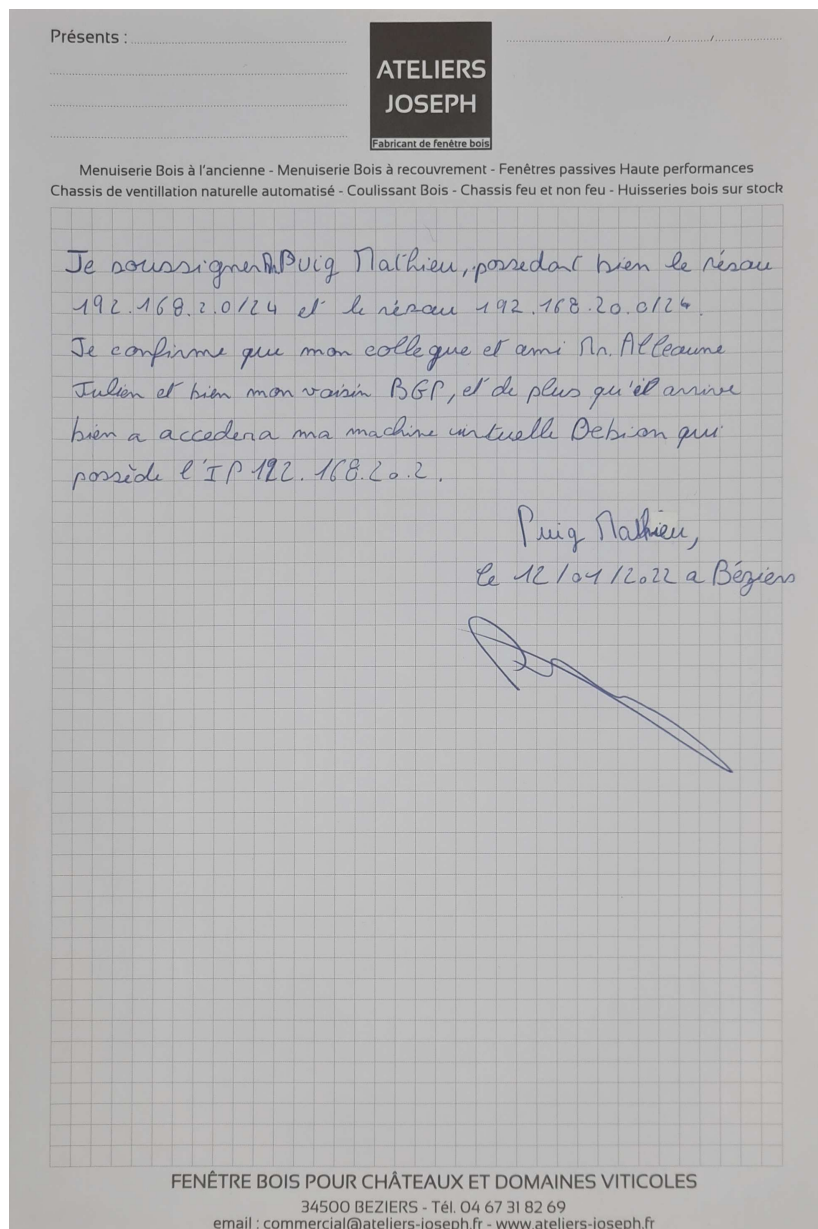 Présents :
ATELIERS
JOSEPH
Fabricant de fenêtre bois
Menuiserie Bois à l'ancienne - Menuiserie Bois à recouvrement - Fenêtres passives Haute performances
Chassis de ventillation naturelle automatisé - Coulissant Bois - Chassis feu et non feu - Huisseries bois sur stock
Je soussigner Puig Mathieu, possedant bien le résau
192.168.2.0/24 et le résau 192.168.20.0/24.
Je confirme que mon collegue et ami Mr. Alleaume
Julien et bien mon voisin BGP, et de plus qu'il arrive
bien a accedera ma machine virtuelle Debian qui
possède l'IP 192.168.20.2.
Puig Mathieu,
le 12/01/2022 a Béziers
FENÊTRE BOIS POUR CHÂTEAUX ET DOMAINES VITICOLES
34500 BEZIERS - Tél. 04 67 31 82 69
email : commercial@ateliers-joseph.fr - www.ateliers-joseph.fr